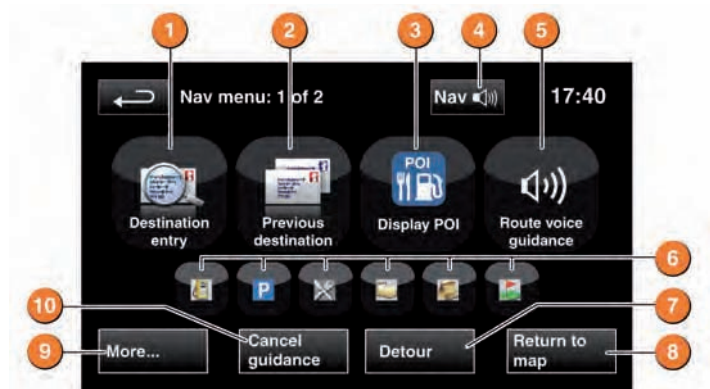 1 2 3 4 5
Nav menu: 1 of 2 Nav 17:40
POI
Destination entry
Previous destination
Display POI
Route voice guidance
P
6
10
7
9
More...
Cancel guidance
Detour
Return to map
8